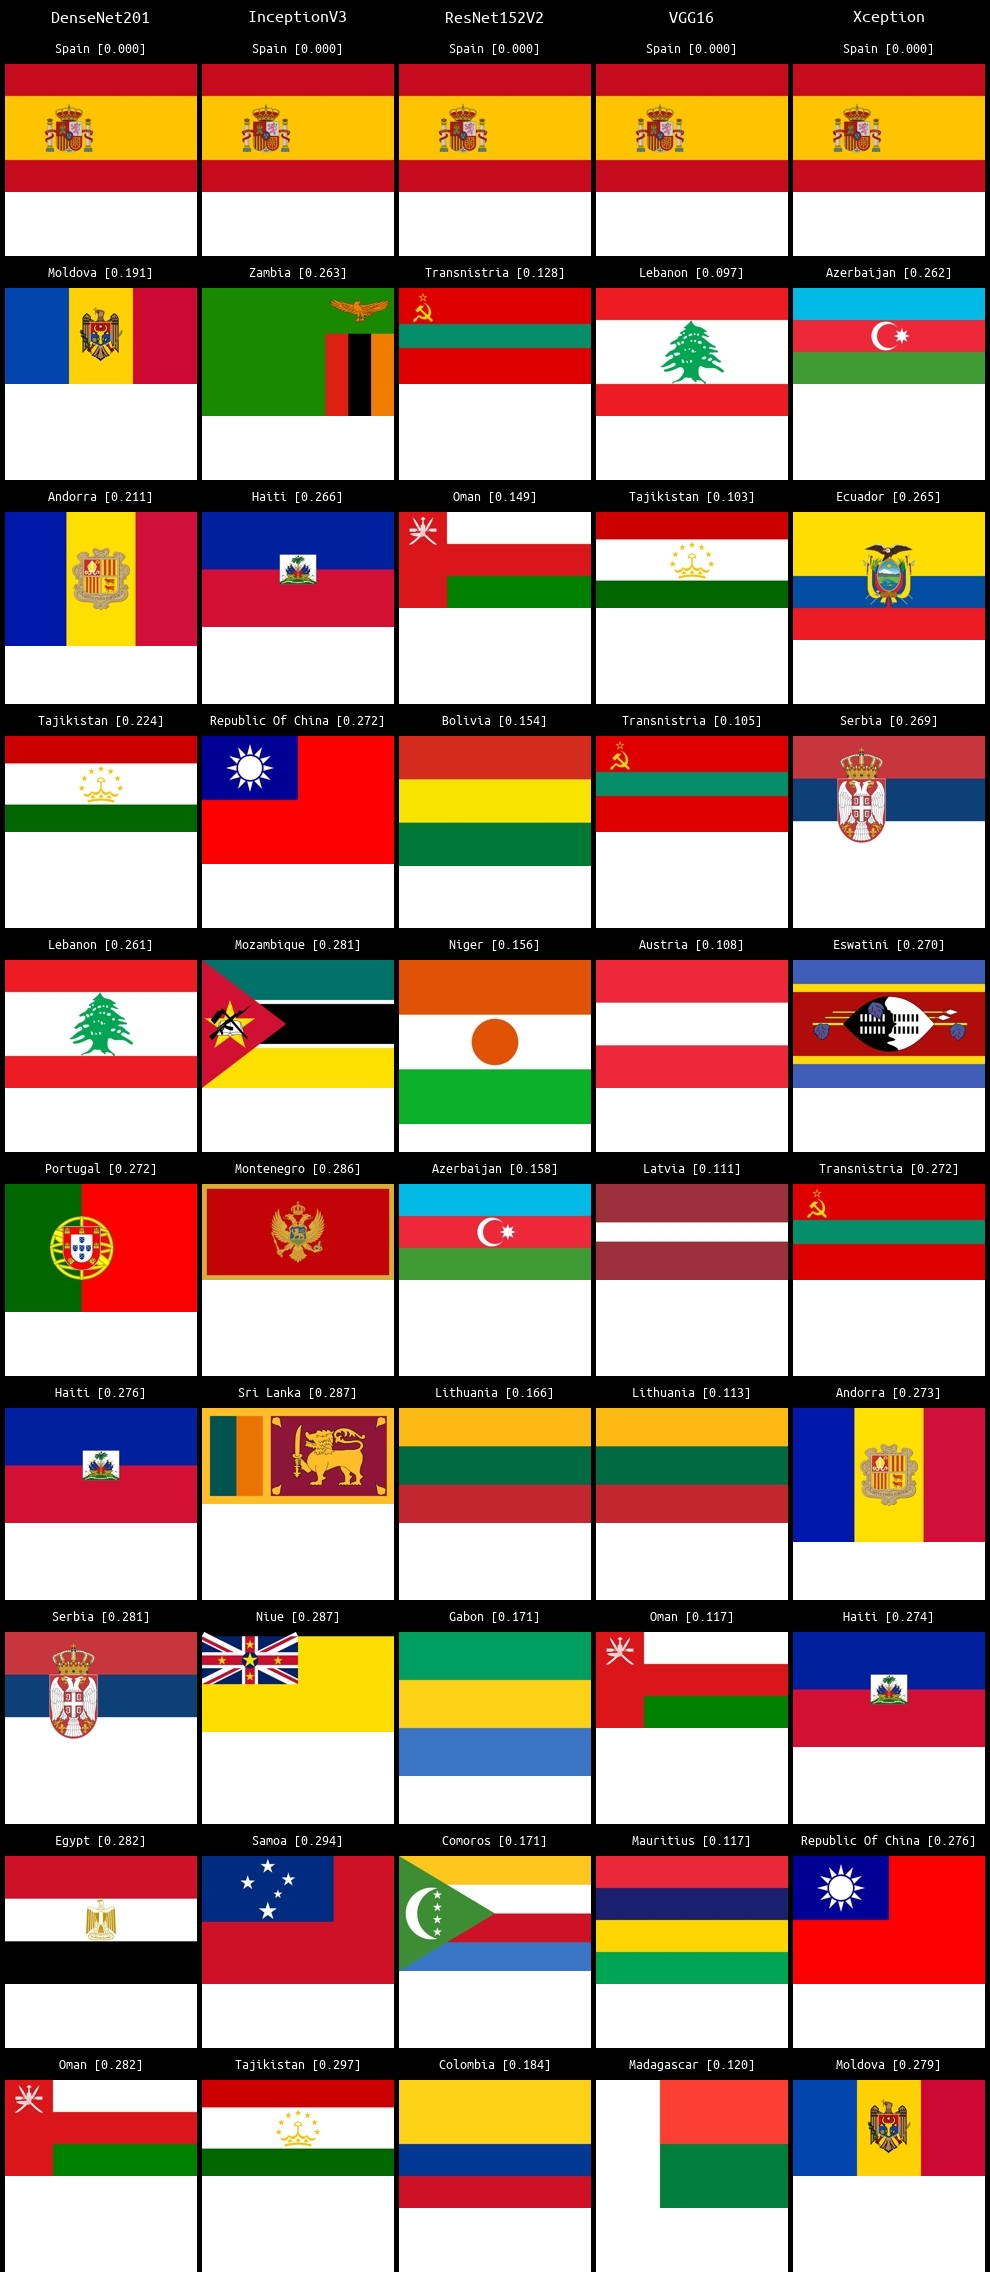 DenseNet201 InceptionV3 ResNet152V2 VGG16 Xception
Spain [0.000] Spain [0.000] Spain [0.000] Spain [0.000] Spain [0.000]
Moldova [0.191] Zambia [0.263] Transnistria [0.128] Lebanon [0.097] Azerbaijan [0.262]
Andorra [0.211] Haiti [0.266] Oman [0.149] Tajikistan [0.103] Ecuador [0.265]
Tajikistan [0.224] Republic Of China [0.272] Bolivia [0.154] Transnistria [0.105] Serbia [0.269]
Lebanon [0.261] Mozambique [0.281] Niger [0.156] Austria [0.108] Eswatini [0.270]
Portugal [0.272] Montenegro [0.286] Azerbaijan [0.158] Latvia [0.111] Transnistria [0.272]
Haiti [0.276] Sri Lanka [0.287] Lithuania [0.166] Lithuania [0.113] Andorra [0.273]
Serbia [0.281] Niue [0.287] Gabon [0.171] Oman [0.117] Haiti [0.274]
Egypt [0.282] Samoa [0.294] Comoros [0.171] Mauritius [0.117] Republic Of China [0.276]
Oman [0.282] Tajikistan [0.297] Colombia [0.184] Madagascar [0.120] Moldova [0.279]